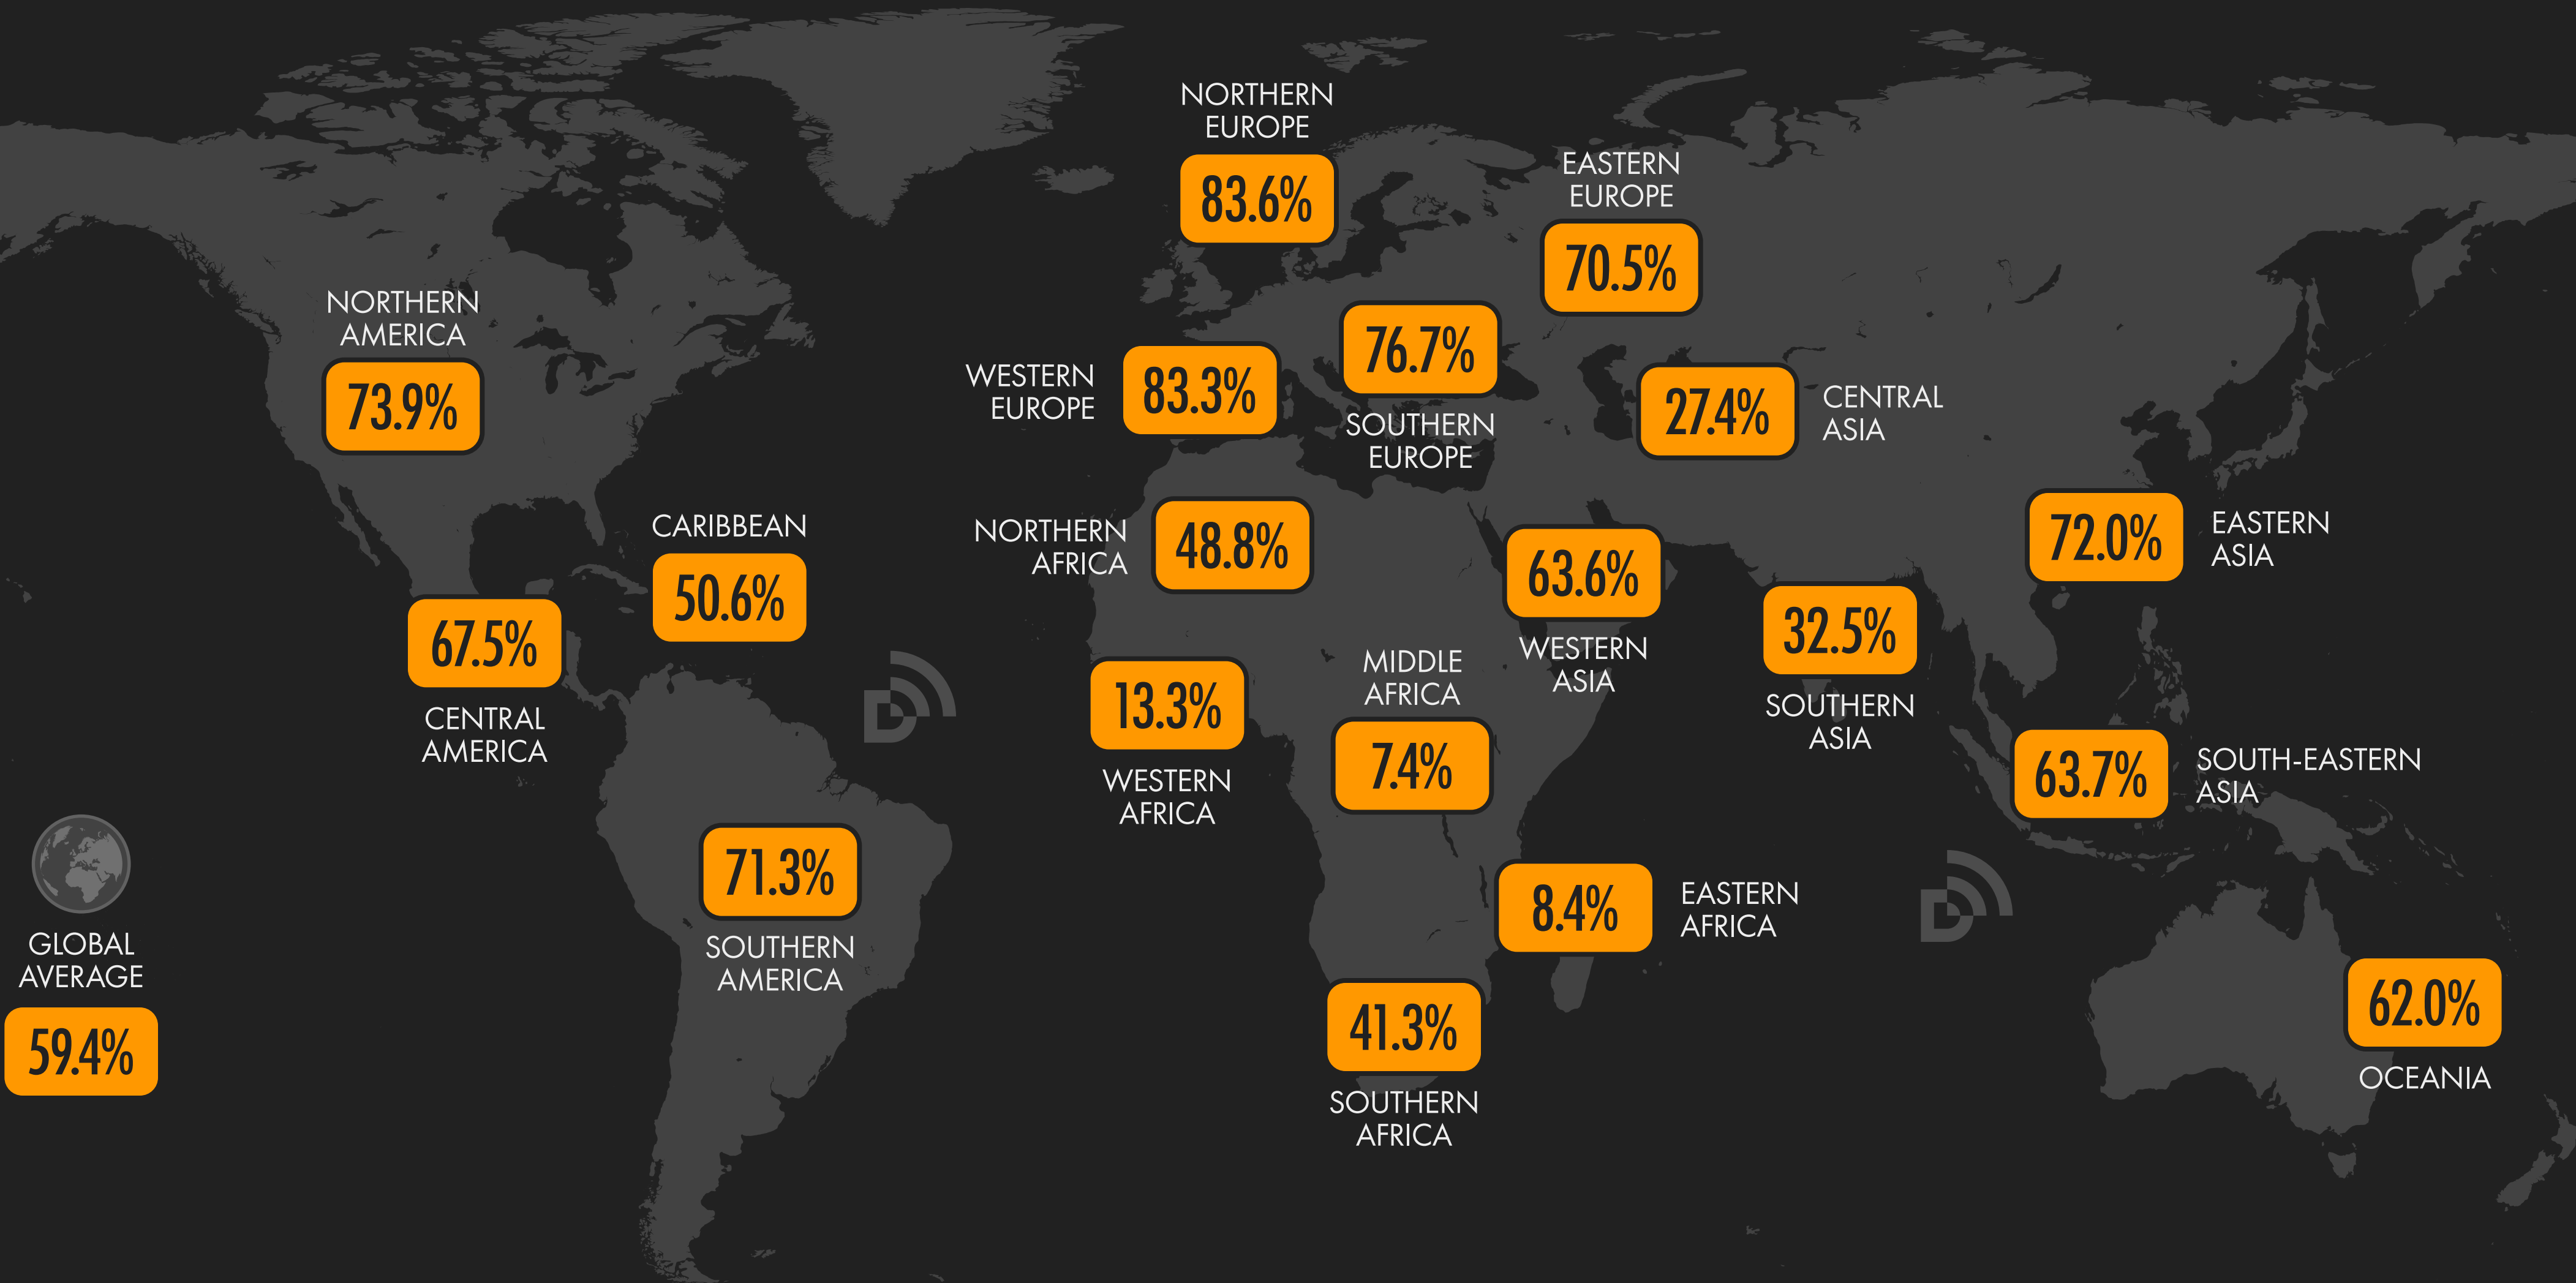 NORTHERN
EUROPE
83.6%
EASTERN
EUROPE
70.5%
NORTHERN
AMERICA
73.9%
WESTERN
EUROPE
83.3%
76.7%
SOUTHERN
EUROPE
27.4%
CENTRAL
ASIA
CARIBBEAN
50.6%
NORTHERN
AFRICA
48.8%
63.6%
WESTERN
ASIA
72.0%
EASTERN
ASIA
67.5%
CENTRAL
AMERICA
32.5%
SOUTHERN
ASIA
13.3%
WESTERN
AFRICA
MIDDLE
AFRICA
7.4%
63.7%
SOUTH-EASTERN
ASIA
71.3%
SOUTHERN
AMERICA
8.4%
EASTERN
AFRICA
GLOBAL
AVERAGE
59.4%
41.3%
SOUTHERN
AFRICA
62.0%
OCEANIA